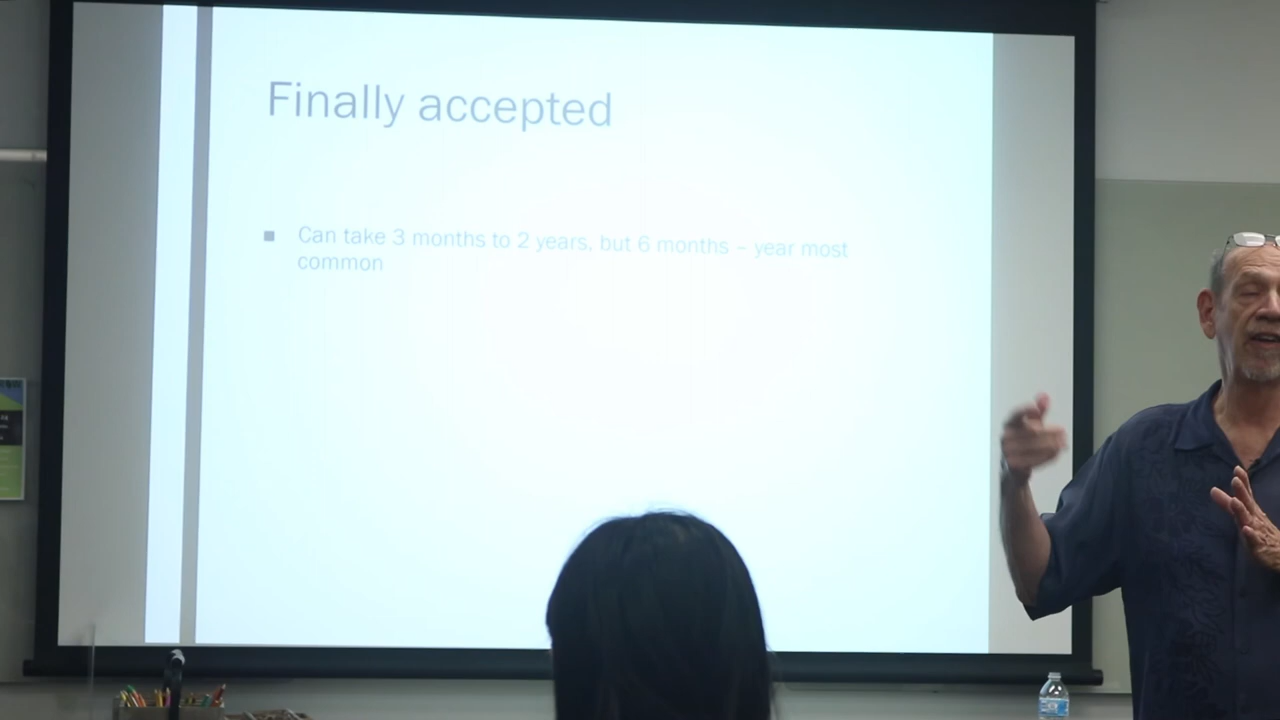 Finally accepted
Can take 3 months to 2 years, but 6 months – year most
common